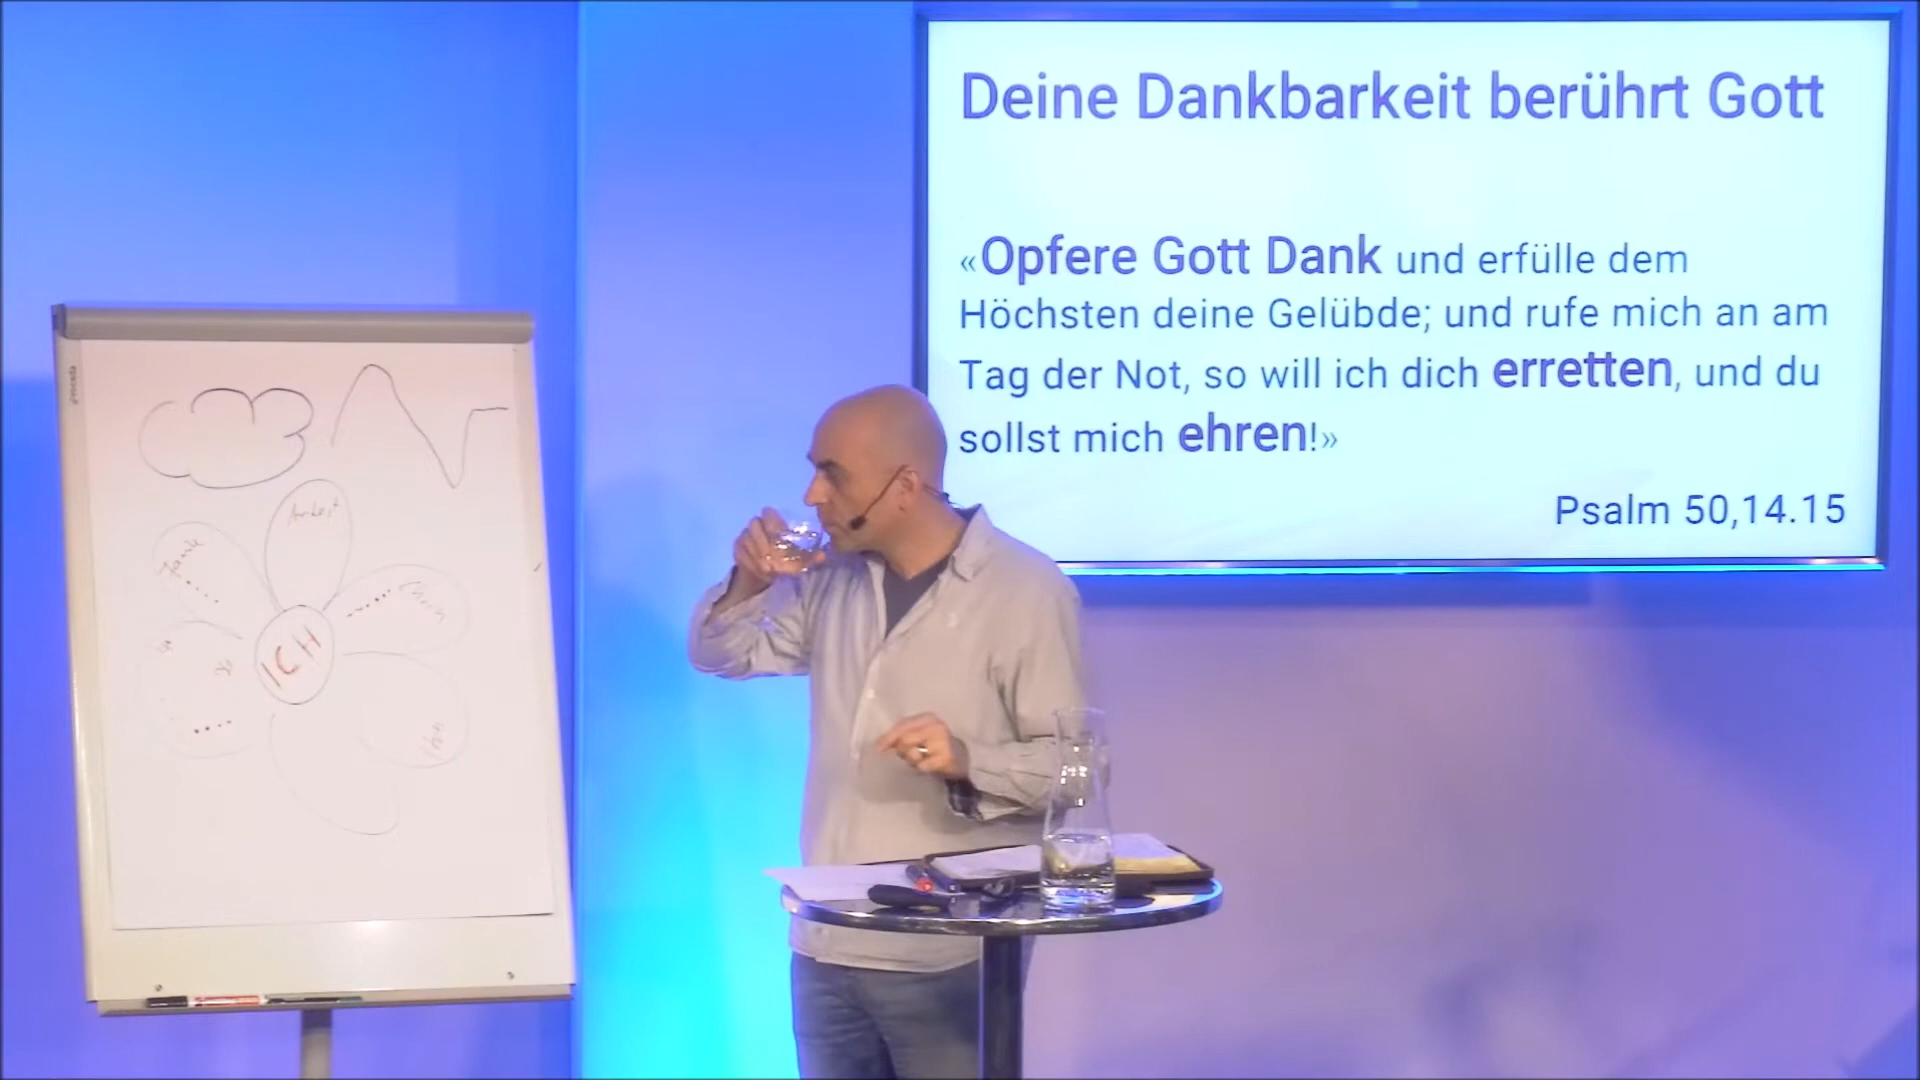 Deine Dankbarkeit berührt Gott
«Opfere Gott Dank und erfülle dem
Höchsten deine Gelübde; und rufe mich an am
Tag der Not, so will ich dich erretten, und du
sollst mich ehren!»
Psalm 50,14.15
Arbeit
ICH